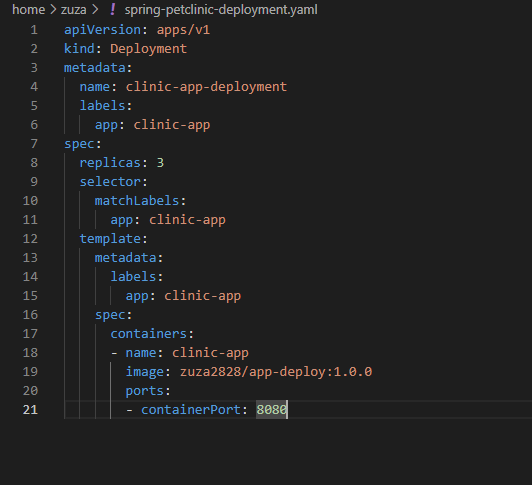 home > zuza > ! spring-petclinic-deployment.yaml
1 apiVersion: apps/v1
2 kind: Deployment
3 metadata:
4   name: clinic-app-deployment
5   labels:
6     app: clinic-app
7 spec:
8   replicas: 3
9   selector:
10     matchLabels:
11       app: clinic-app
12   template:
13     metadata:
14       labels:
15         app: clinic-app
16     spec:
17       containers:
18       - name: clinic-app
19         image: zuza2828/app-deploy:1.0.0
20         ports:
21         - containerPort: 8080